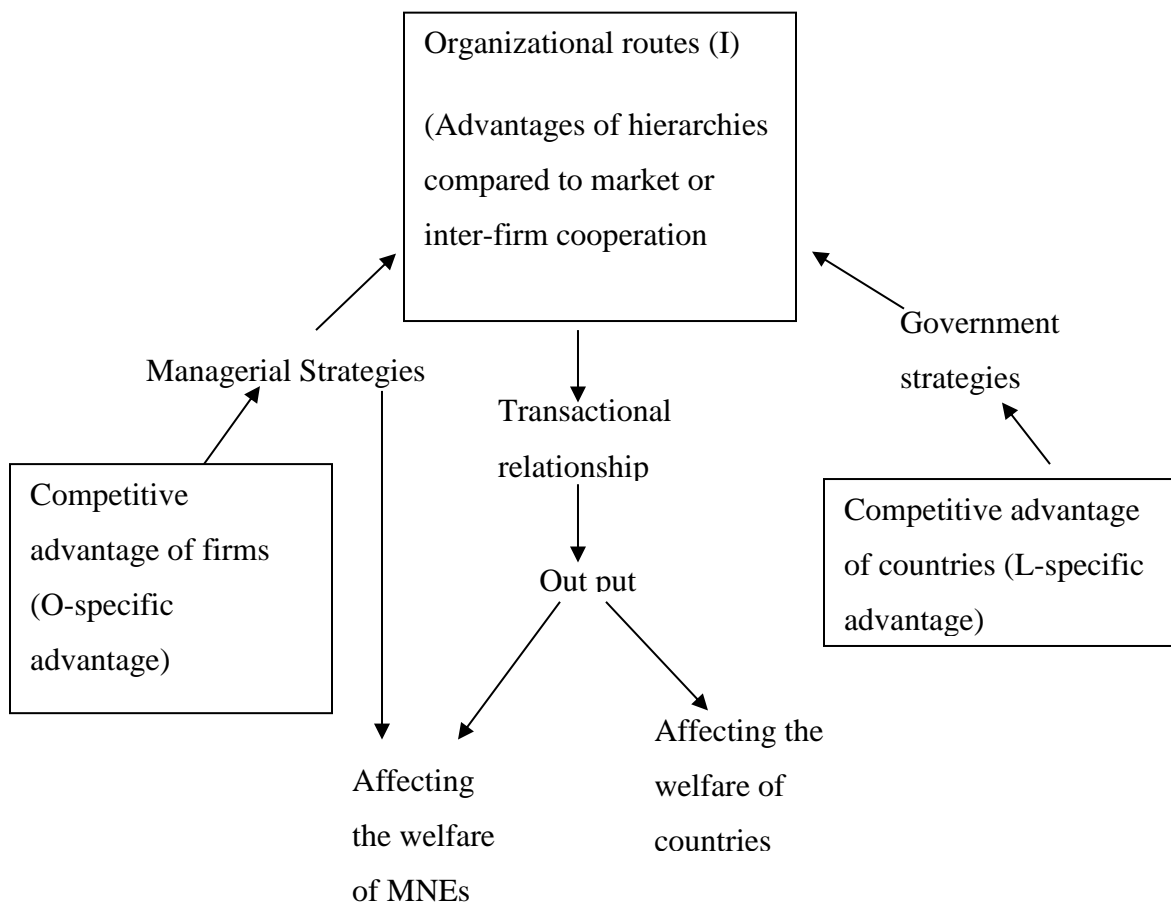 Organizational routes (I)
(Advantages of hierarchies
compared to market or
inter-firm cooperation
Managerial Strategies
Government
strategies
Transactional
relationship
Competitive
advantage of firms
(O-specific
advantage)
Competitive advantage
of countries (L-specific
advantage)
Out put
Affecting
the welfare
of MNEs
Affecting the
welfare of
countries